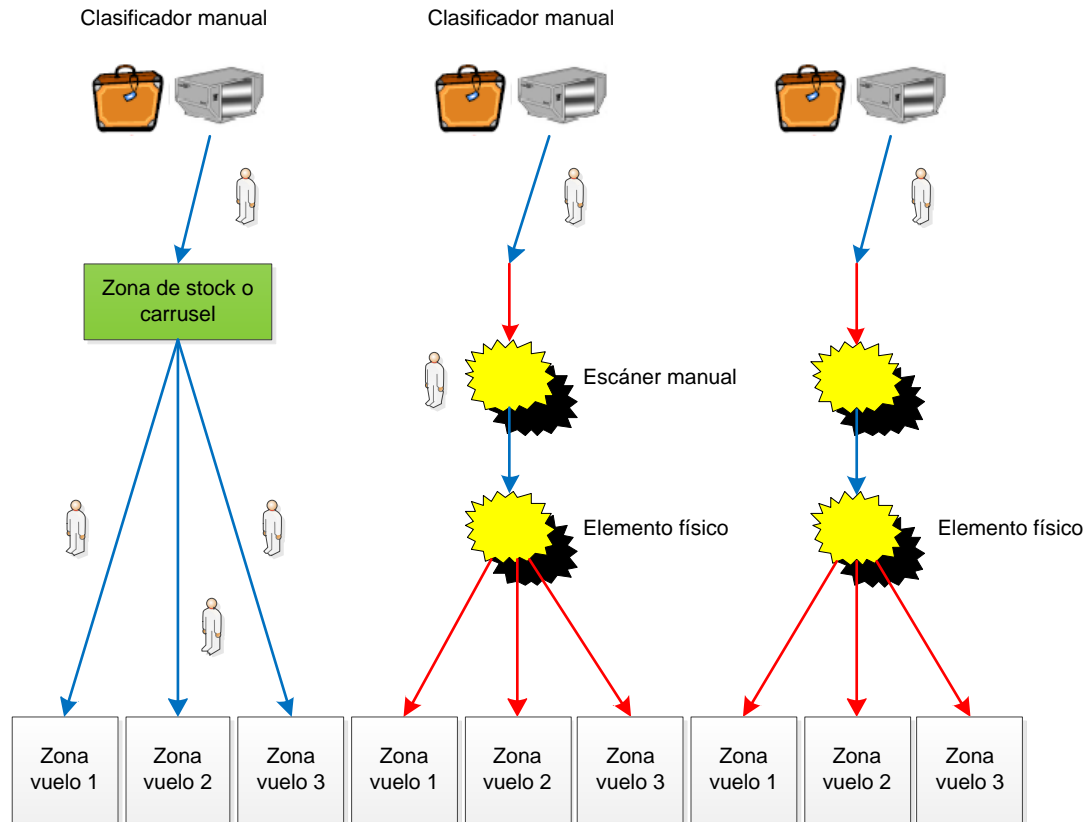 Clasificador manual
Clasificador manual
Zona de stock o
carrusel
Escáner manual
Elemento físico
Elemento físico
Zona
vuelo 1
Zona
vuelo 2
Zona
vuelo 3
Zona
vuelo 1
Zona
vuelo 2
Zona
vuelo 3
Zona
vuelo 1
Zona
vuelo 2
Zona
vuelo 3